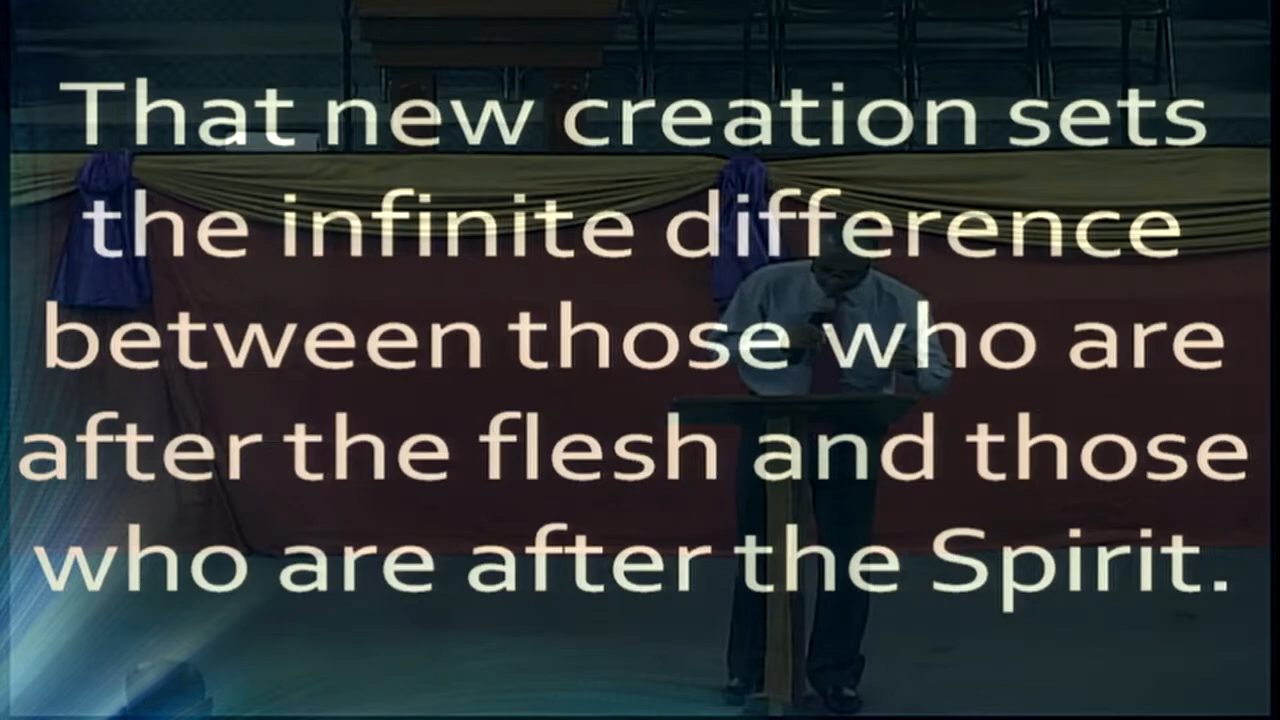 That new creation sets
the infinite difference
between those who are
after the flesh and those
who are after the Spirit.